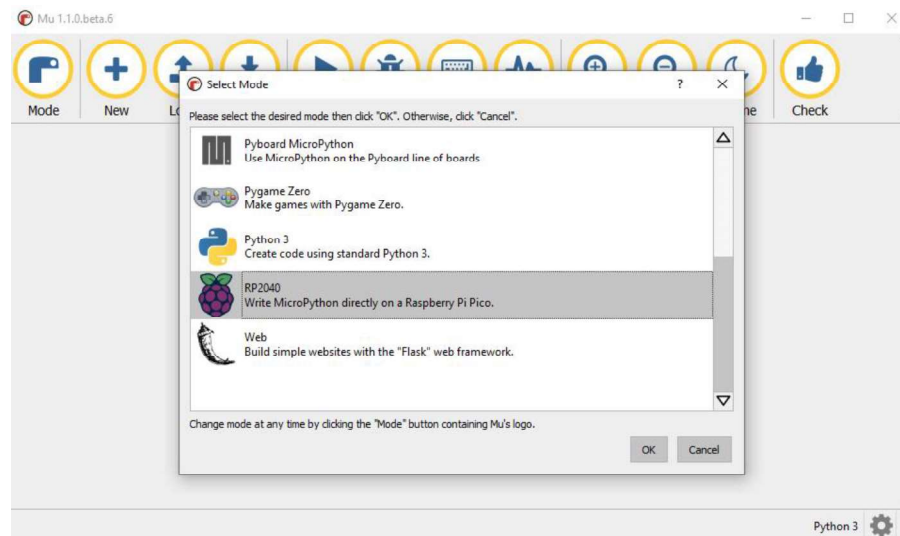 Mu 1.1.0.beta.6
Mode
New
Select Mode
?
Please select the desired mode then click "OK". Otherwise, click "Cancel".
Pyboard MicroPython
Use MicroPython on the Pyboard line of boards
Pygame Zero
Make games with Pygame Zero.
Python 3
Create code using standard Python 3.
RP2040
Write MicroPython directly on a Raspberry Pi Pico.
Web
Build simple websites with the "Flask" web framework.
Change mode at any time by clicking the "Mode" button containing Mu's logo.
OK
Cancel
Check
Python 3